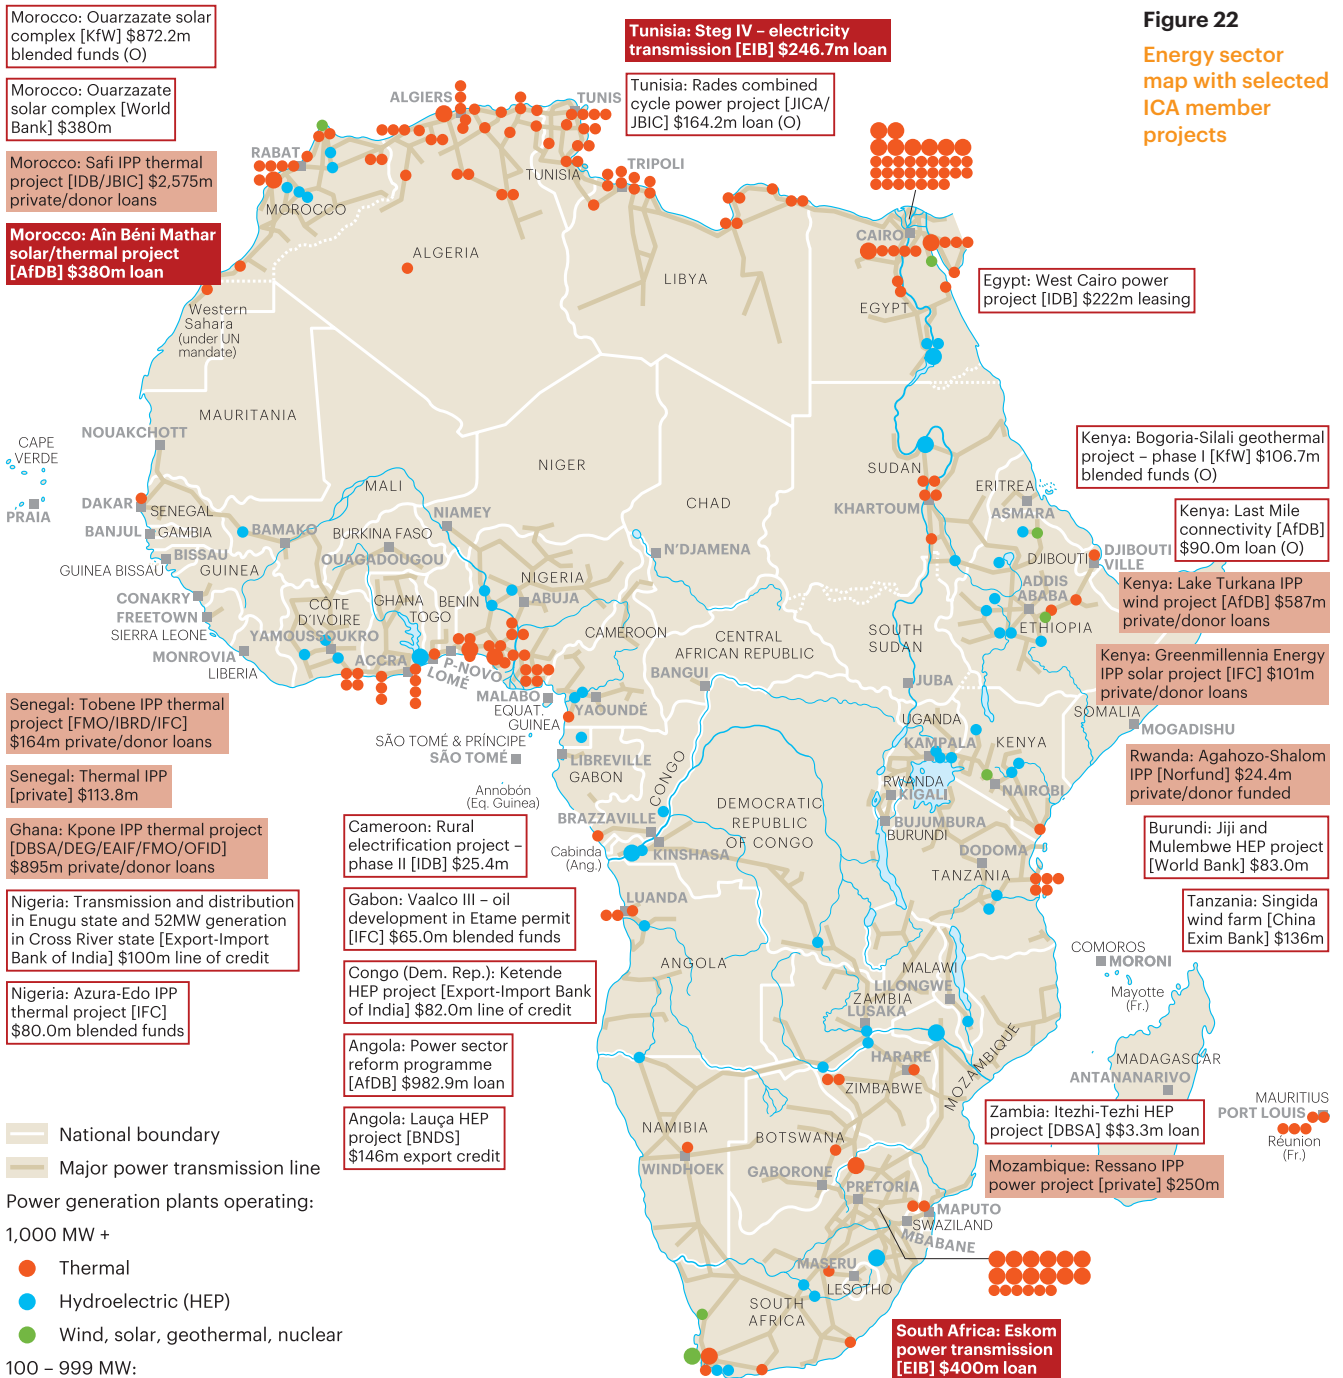 Morocco: Ouarzazate solar
complex [KfW] $872.2m
blended funds (O)
Morocco: Ouarzazate
solar complex [World
Bank] $380m
Morocco: Safi IPP thermal
project [IDB/JBIC] $2,575m
private/donor loans
Morocco: Aîn Béni Mathar
solar/thermal project
[AfDB] $380m loan
Tunisia: Steg IV – electricity
transmission [EIB] $246.7m loan
Tunisia: Rades combined
cycle power project [JICA/
JBIC] $164.2m loan (O)
Figure 22
Energy sector
map with selected
ICA member
projects
ALGIERS
TUNIS
RABAT
TUNISIA
TRIPOLI
MOROCCO
CAIRO
ALGERIA
LIBYA
EGYPT
Egypt: West Cairo power
project [IDB] $222m leasing
Western
Sahara
(under UN
mandate)
MAURITANIA
NOUAKCHOTT
CAPE
VERDE
PRAIA
DAKAR
SENEGAL
BANJUL
GAMBIA
BISSAU
GUINEA BISSAU
GUINEA
CONAKRY
FREETOWN
SIERRA LEONE
MONROVIA
LIBERIA
MALI
BAMAKO
BURKINA FASO
OUAGADOUGOU
NIAMEY
NIGER
CHAD
N'DJAMENA
NIGERIA
ABUJA
CÔTE
D'IVOIRE
YAMOUSSOUKRO
GHANA
TOGO
BENIN
ACCRA
LOMÉ
P-NOVO
CAMEROON
CENTRAL
AFRICAN REPUBLIC
BANGUI
MALABO
EQUAT.
GUINEA
YAOUNDÉ
SÃO TOMÉ & PRÍNCIPE
SÃO TOMÉ
LIBREVILLE
GABON
Annobón
(Eq. Guinea)
SUDAN
KHARTOUM
ERITREA
ASMARA
DJIBOUTI
DJIBOUTI
VILLE
ADDIS
ABABA
ETHIOPIA
SOUTH
SUDAN
JUBA
SOMALIA
MOGADISHU
UGANDA
KAMPALA
KENYA
NAIROBI
RWANDA
KIGALI
BUJUMBURA
BURUNDI
DODOMA
TANZANIA
CONGO
BRAZZAVILLE
KINSHASA
DEMOCRATIC
REPUBLIC
OF CONGO
Cabinda
(Ang.)
LUANDA
ANGOLA
Kenya: Bogoria-Silali geothermal
project – phase I [KfW] $106.7m
blended funds (O)
Kenya: Last Mile
connectivity [AfDB]
$90.0m loan (O)
Kenya: Lake Turkana IPP
wind project [AfDB] $587m
private/donor loans
Kenya: Greenmillennia Energy
IPP solar project [IFC] $101m
private/donor loans
Rwanda: Agahozo-Shalom
IPP [Norfund] $24.4m
private/donor funded
Burundi: Jiji and
Mulembwe HEP project
[World Bank] $83.0m
Tanzania: Singida
wind farm [China
Exim Bank] $136m
Senegal: Tobene IPP thermal
project [FMO/IBRD/IFC]
$164m private/donor loans
Senegal: Thermal IPP
[private] $113.8m
Ghana: Kpone IPP thermal project
[DBSA/DEG/EAIF/FMO/OFID]
$895m private/donor loans
Nigeria: Transmission and distribution
in Enugu state and 52MW generation
in Cross River state [Export-Import
Bank of India] $100m line of credit
Nigeria: Azura-Edo IPP
thermal project [IFC]
$80.0m blended funds
Cameroon: Rural
electrification project –
phase II [IDB] $25.4m
Gabon: Vaalco III – oil
development in Etame permit
[IFC] $65.0m blended funds
Congo (Dem. Rep.): Ketende
HEP project [Export-Import Bank
of India] $82.0m line of credit
Angola: Power sector
reform programme
[AfDB] $982.9m loan
Angola: Lauça HEP
project [BNDS]
$146m export credit
COMOROS
MORONI
Mayotte
(Fr.)
MALAWI
LILONGWE
ZAMBIA
LUSAKA
HARARE
ZIMBABWE
MOZAMBIQUE
MADAGASCAR
ANTANANARIVO
MAURITIUS
PORT LOUIS
Réunion
(Fr.)
NAMIBIA
WINDHOEK
BOTSWANA
GABORONE
PRETORIA
MAPUTO
SWAZILAND
MBABANE
MASERU
LESOTHO
SOUTH
AFRICA
Zambia: Itezhi-Tezhi HEP
project [DBSA] $$3.3m loan
Mozambique: Ressano IPP
power project [private] $250m
South Africa: Eskom
power transmission
[EIB] $400m loan
National boundary
Major power transmission line
Power generation plants operating:
1,000 MW +
Thermal
Hydroelectric (HEP)
Wind, solar, geothermal, nuclear
100 – 999 MW: